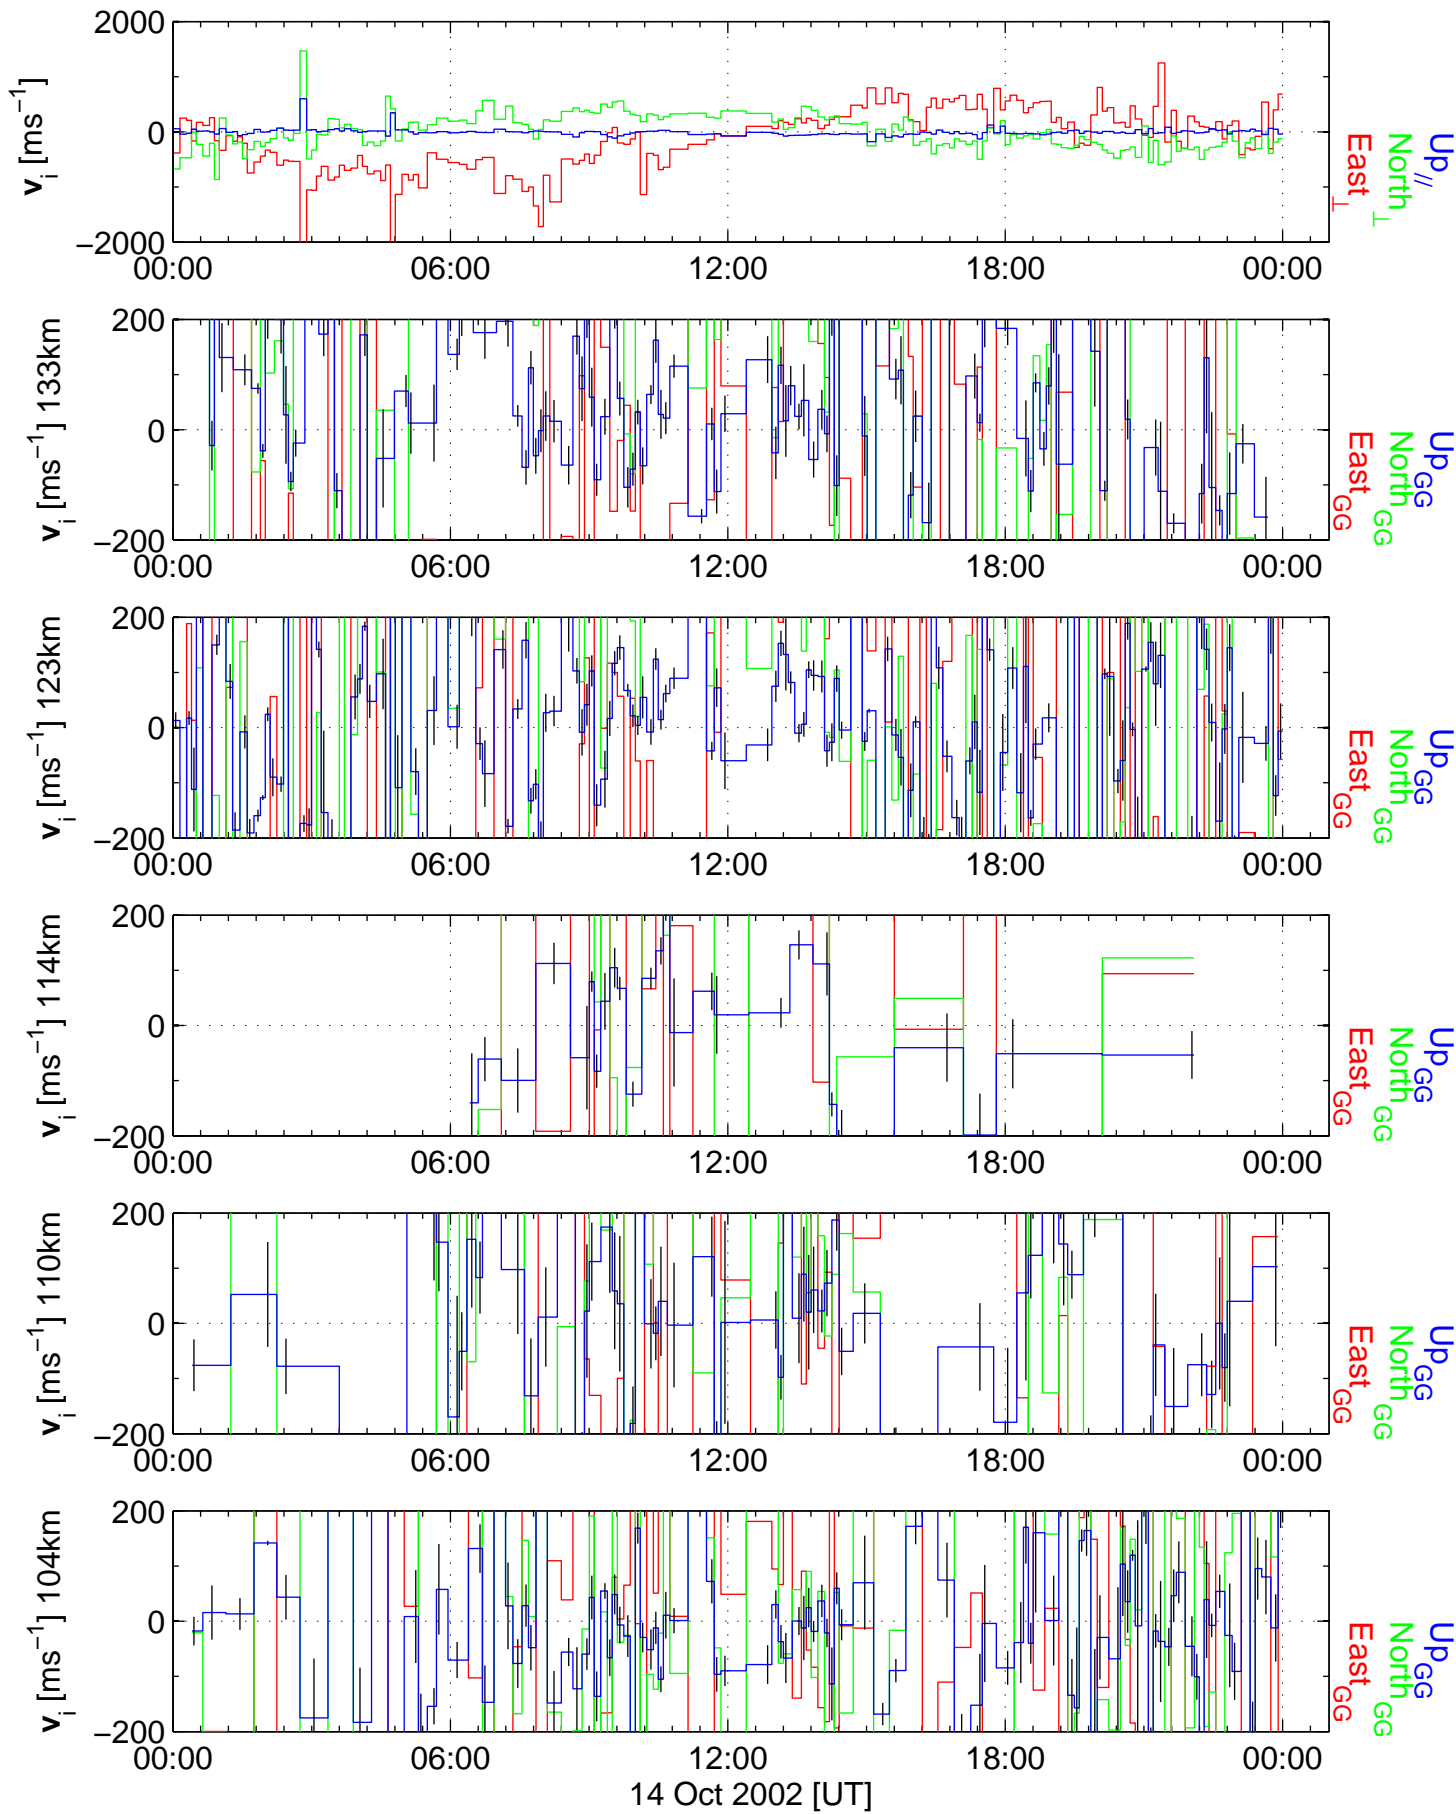 2000
0
−2000
v_i [ms⁻¹]
00:00 06:00 12:00 18:00 00:00
Up_//
North_⊥
East_⊥
200
0
−200
v_i [ms⁻¹] 133km
00:00 06:00 12:00 18:00 00:00
Up_GG
North_GG
East_GG
200
0
−200
v_i [ms⁻¹] 123km
00:00 06:00 12:00 18:00 00:00
Up_GG
North_GG
East_GG
200
0
−200
v_i [ms⁻¹] 114km
00:00 06:00 12:00 18:00 00:00
Up_GG
North_GG
East_GG
200
0
−200
v_i [ms⁻¹] 110km
00:00 06:00 12:00 18:00 00:00
Up_GG
North_GG
East_GG
200
0
−200
v_i [ms⁻¹] 104km
00:00 06:00 12:00 18:00 00:00
Up_GG
North_GG
East_GG
14 Oct 2002 [UT]